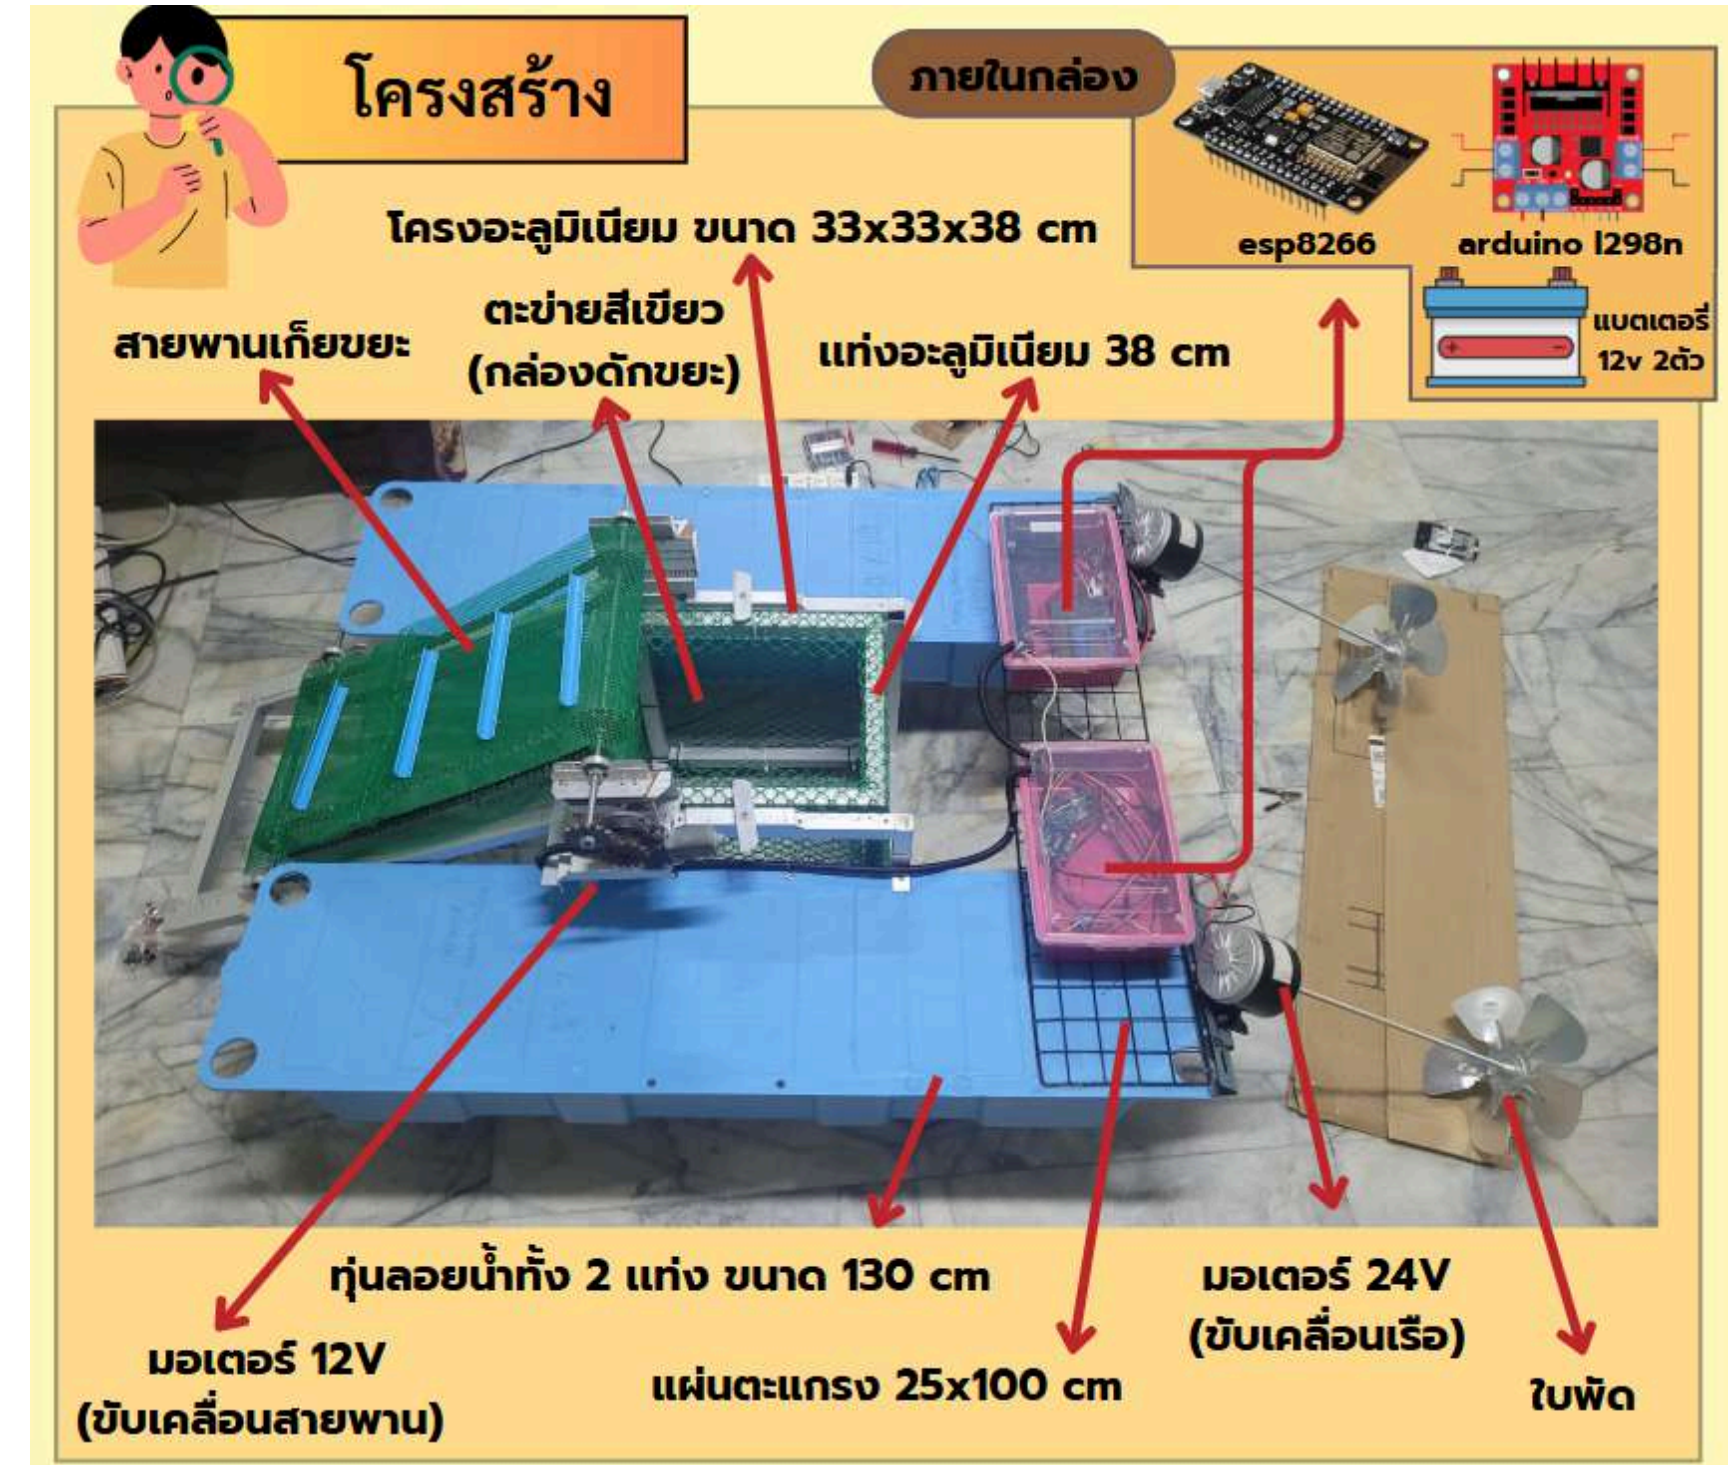 โครงสร้าง
ภายในกล่อง
esp8266
arduino l298n
แบตเตอรี่
12v 2ตัว
โครงอะลูมิเนียม ขนาด 33x33x38 cm
ตะข่ายสีเขียว
(กล่องดักขยะ)
สายพานเก็ยขยะ
แท่งอะลูมิเนียม 38 cm
ทุ่นลอยน้ำทั้ง 2 แท่ง ขนาด 130 cm
มอเตอร์ 24V
(ขับเคลื่อนเรือ)
มอเตอร์ 12V
(ขับเคลื่อนสายพาน)
แผ่นตะแกรง 25x100 cm
ใบพัด